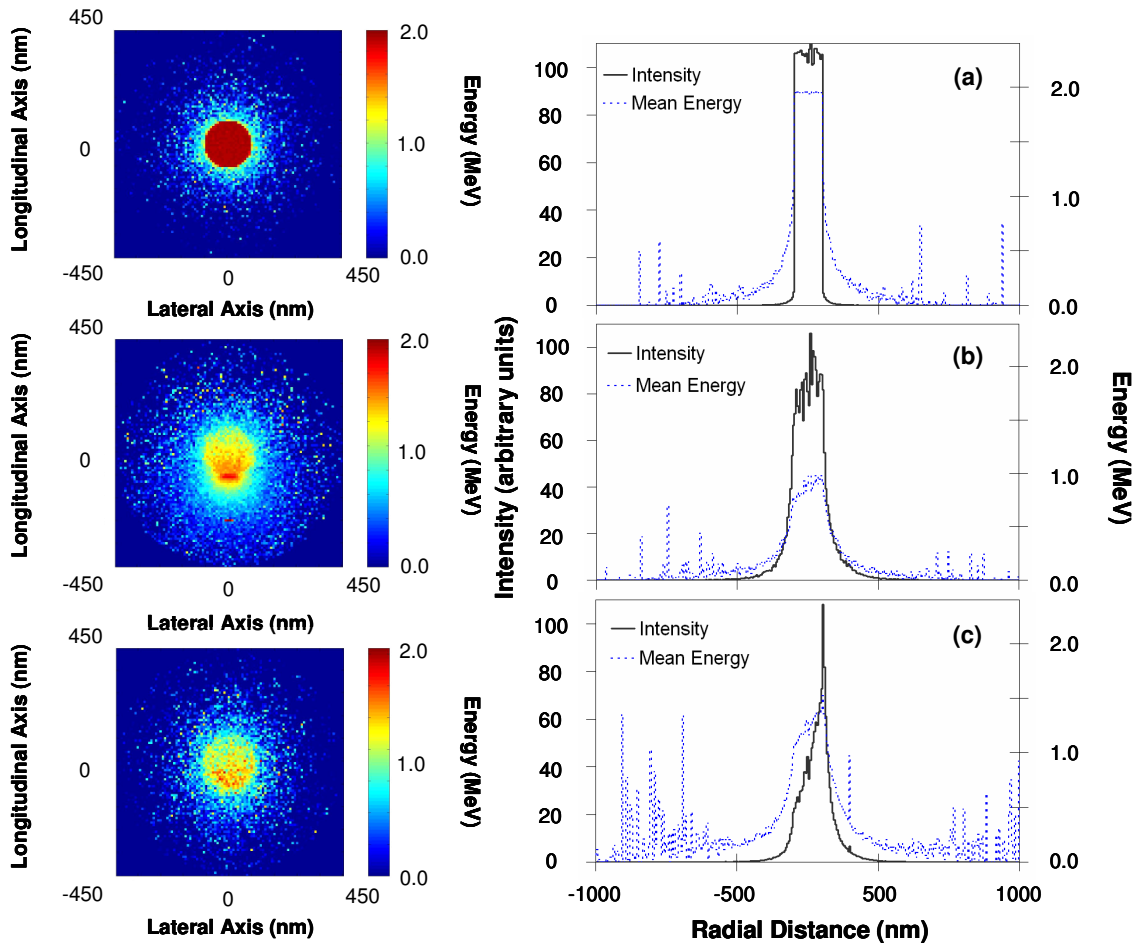 450
2.0
1.0
0.0
0
-450
0
450
Longitudinal Axis (nm)
Lateral Axis (nm)
Energy (MeV)
450
2.0
1.0
0.0
0
-450
0
450
Longitudinal Axis (nm)
Lateral Axis (nm)
Energy (MeV)
450
2.0
1.0
0.0
0
-450
0
450
Longitudinal Axis (nm)
Lateral Axis (nm)
Energy (MeV)
Intensity (arbitrary units)
100
80
60
40
20
0
Intensity
Mean Energy
(a)
2.0
1.0
0.0
100
80
60
40
20
0
Intensity
Mean Energy
(b)
2.0
1.0
0.0
100
80
60
40
20
0
Intensity
Mean Energy
(c)
2.0
1.0
0.0
Energy (MeV)
-1000
-500
500
1000
Radial Distance (nm)